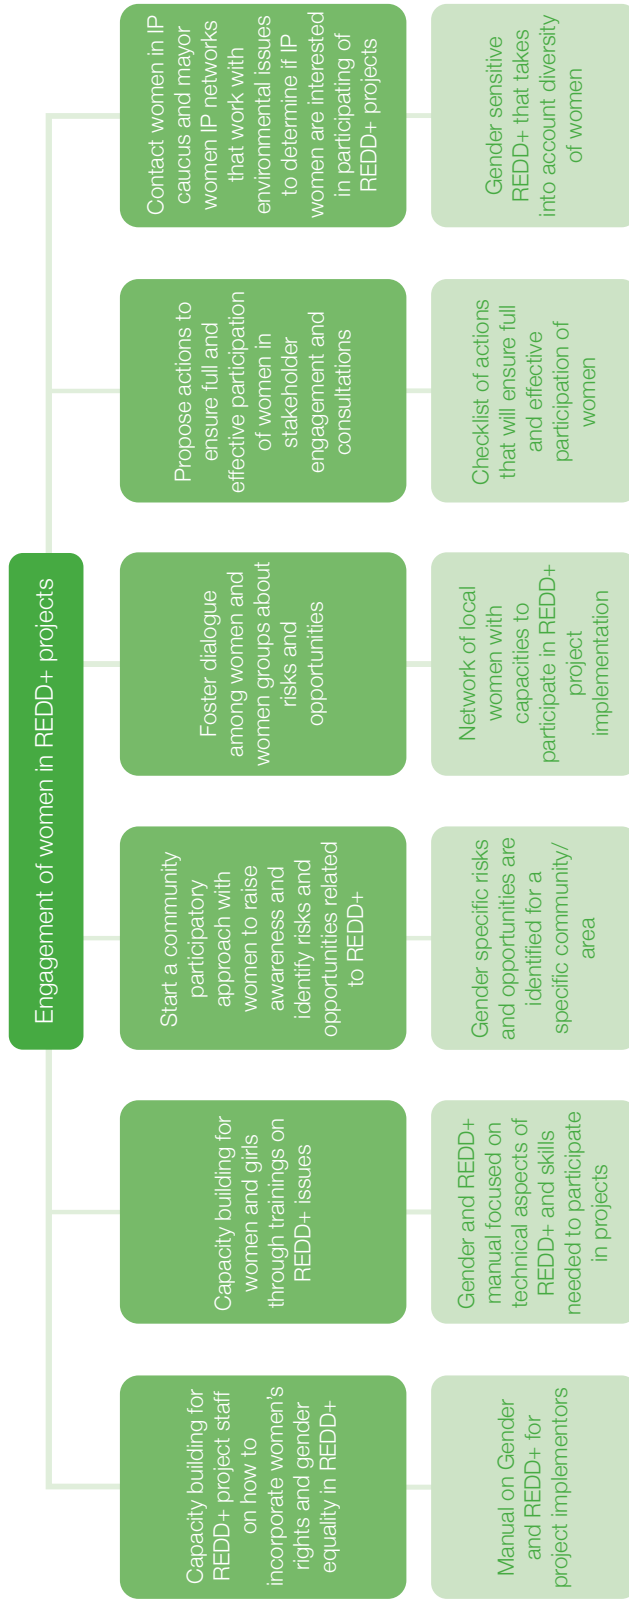 Engagement of women in REDD+ projects
Capacity building for
REDD+ project staff
on how to
incorporate women's
rights and gender
equality in REDD+
Capacity building for
women and girls
through trainings on
REDD+ issues
Start a community
participatory
approach with
women to raise
awareness and
identify risks and
opportunities related
to REDD+
Foster dialogue
among women and
women groups about
risks and
opportunities
Propose actions to
ensure full and
effective participation
of women in
stakeholder
engagement and
consultations
Contact women in IP
caucus and mayor
women IP networks
that work with
environmental issues
to determine if IP
women are interested
in participating of
REDD+ projects
Manual on Gender
and REDD+ for
project implementors
Gender and REDD+
manual focused on
technical aspects of
REDD+ and skills
needed to participate
in projects
Gender specific risks
and opportunities are
identified for a
specific community/
area
Network of local
women with
capacities to
participate in REDD+
project
implementation
Checklist of actions
that will ensure full
and effective
participation of
women
Gender sensitive
REDD+ that takes
into account diversity
of women